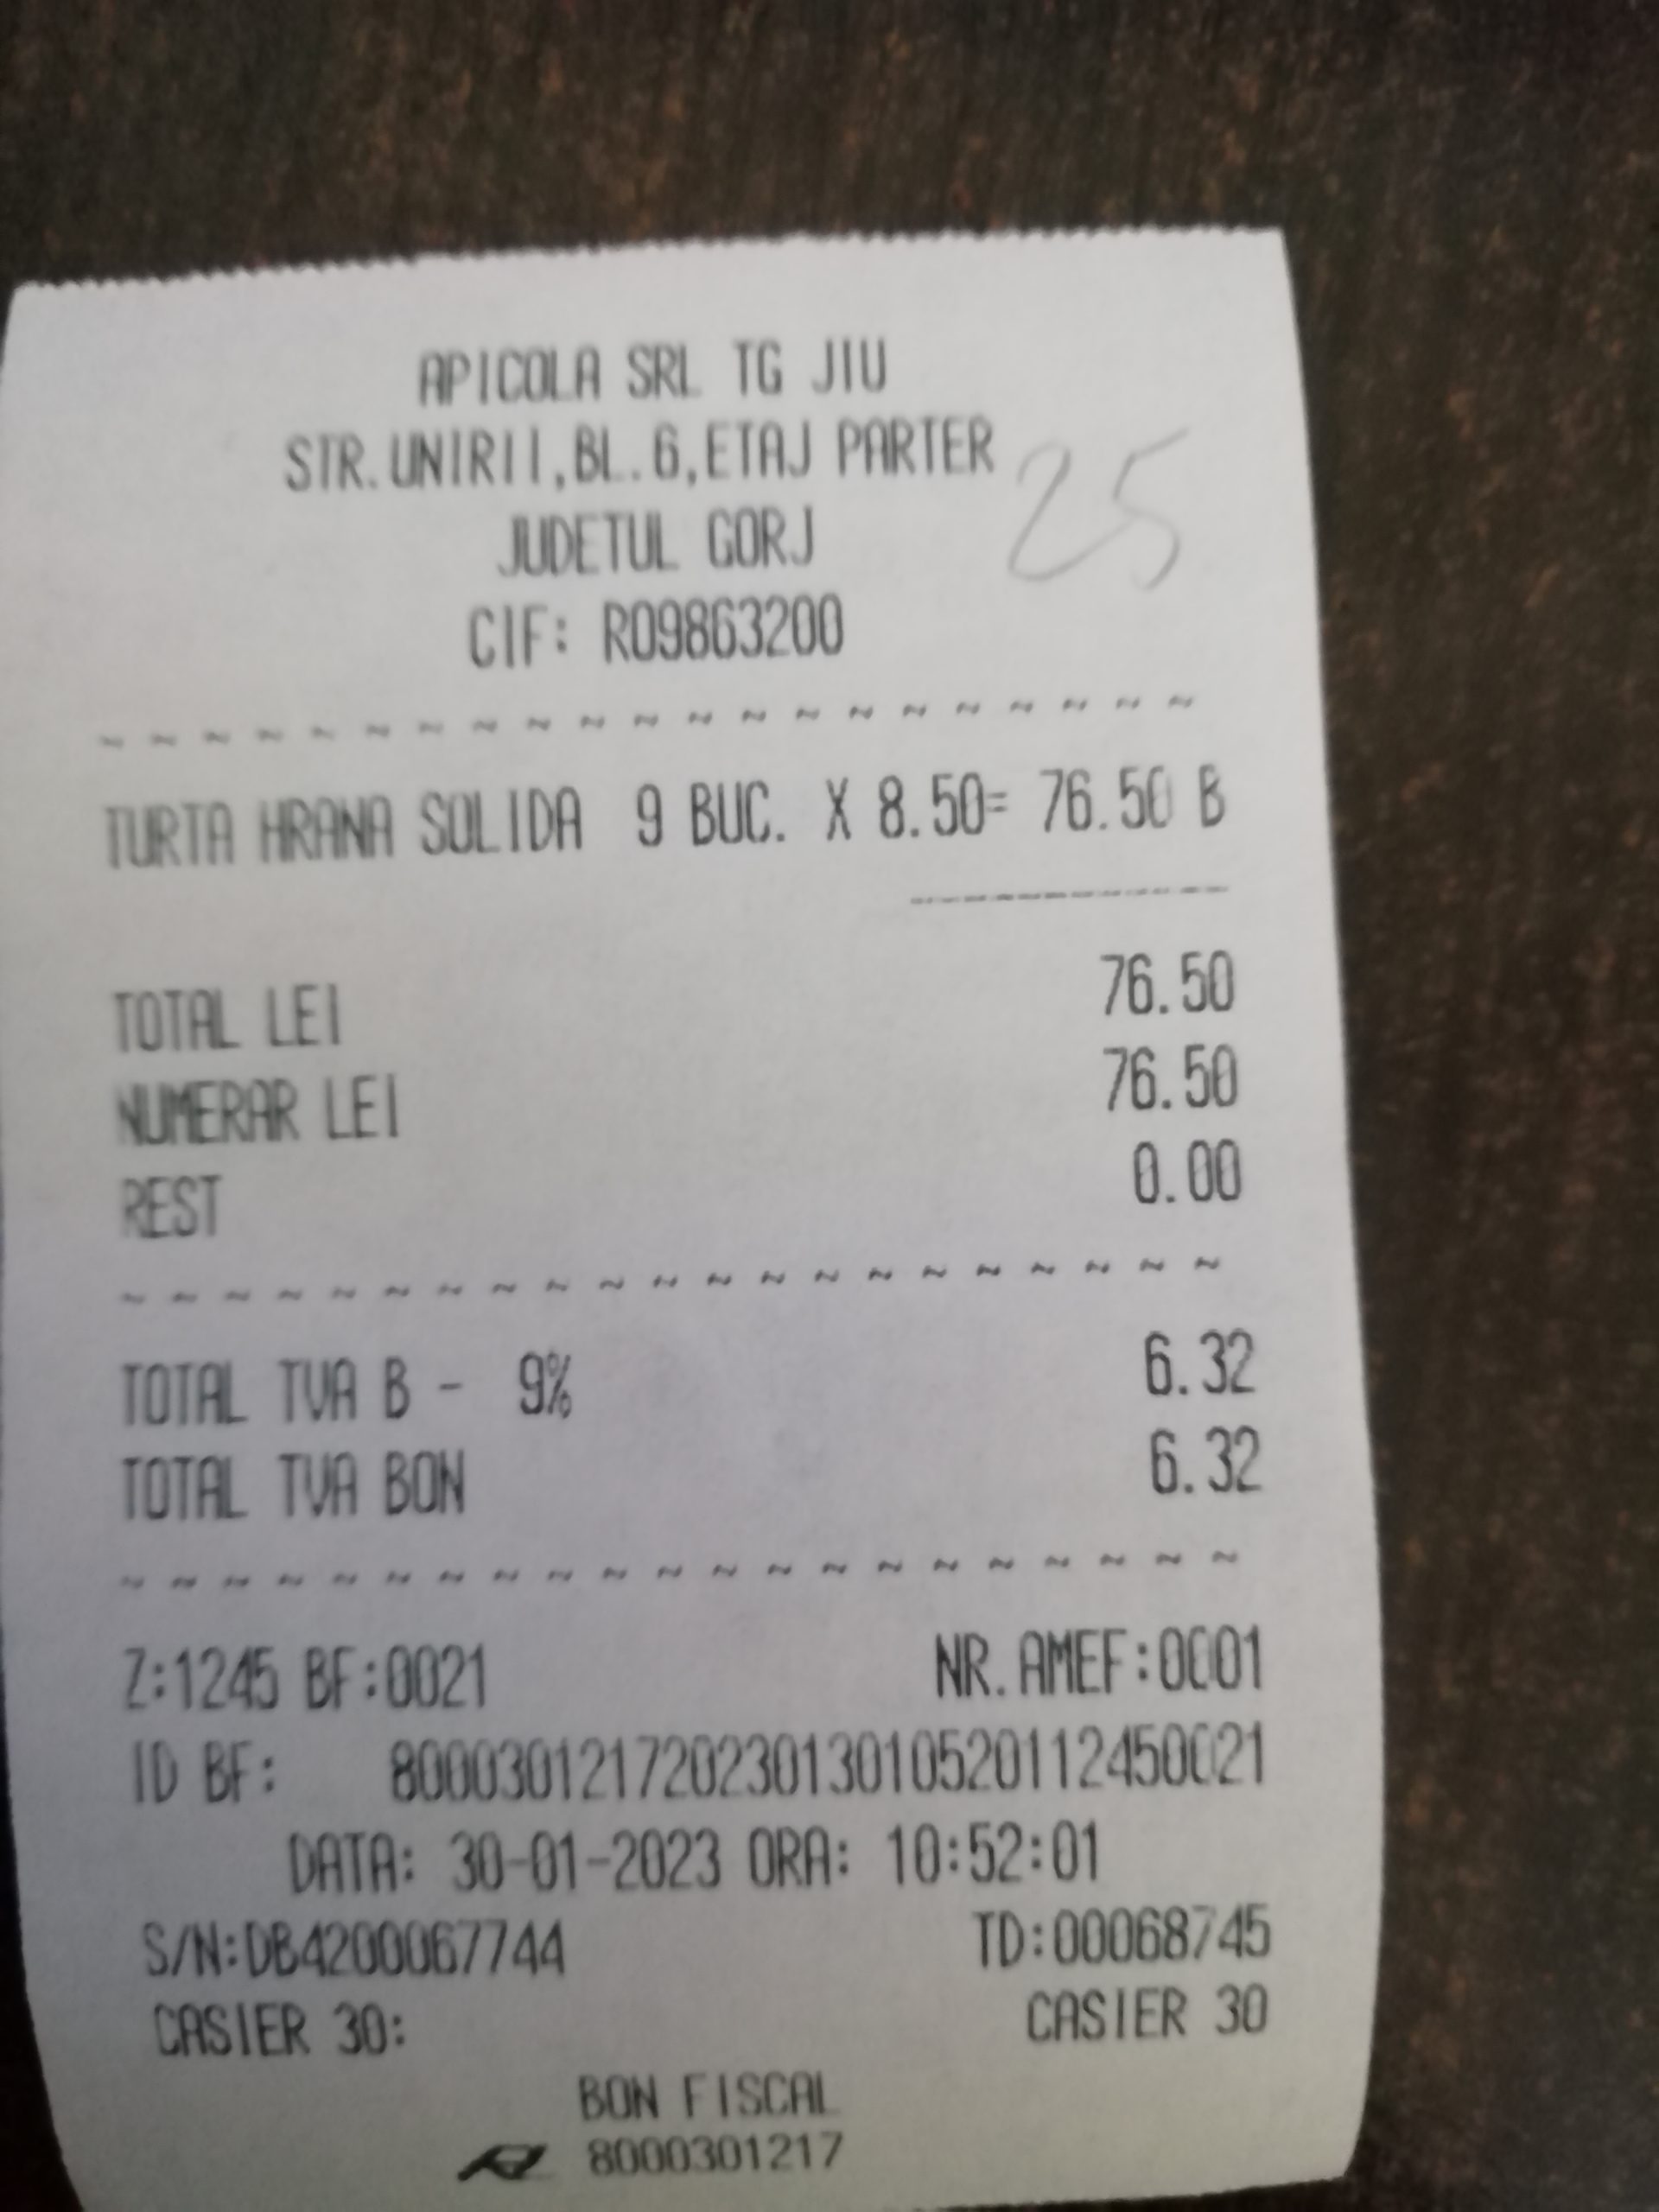 APICOLA SRL TG JIU
STR.UNIRII,BL.6,ETAJ PARTER
25
JUDETUL GORJ
CIF: RO9863200
~ ~ ~ ~ ~ ~ ~ ~ ~ ~ ~ ~ ~ ~ ~ ~ ~ ~ ~ ~ ~
TURTA HRANA SOLIDA 9 BUC. X 8.50= 76.50 B
------------
TOTAL LEI 76.50
NUMERAR LEI 76.50
REST 0.00
~ ~ ~ ~ ~ ~ ~ ~ ~ ~ ~ ~ ~ ~ ~ ~ ~ ~ ~ ~ ~
TOTAL TVA B - 9% 6.32
TOTAL TVA BON 6.32
~ ~ ~ ~ ~ ~ ~ ~ ~ ~ ~ ~ ~ ~ ~ ~ ~ ~ ~ ~ ~
Z:1245 BF:0021 NR.AMEF:0001
ID BF: 80003012172023013010520112450021
DATA: 30-01-2023 ORA: 10:52:01
S/N:DB4200067744 TD:00068745
CASIER 30: CASIER 30
BON FISCAL
8000301217